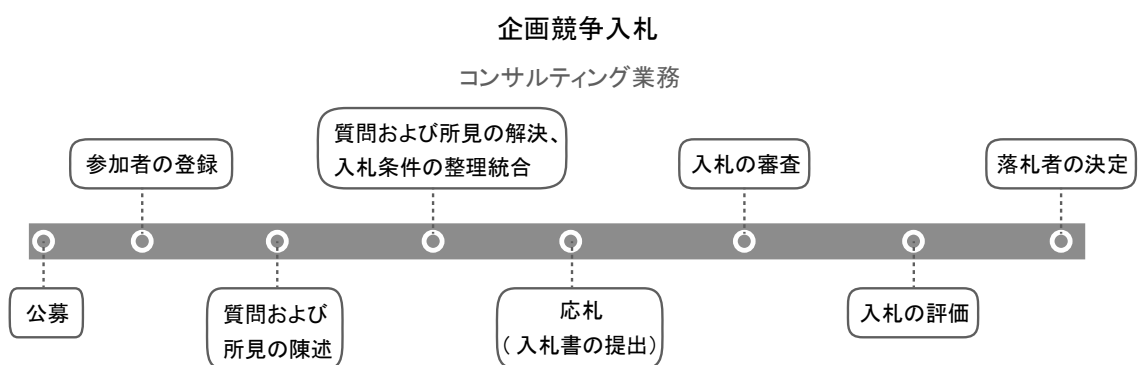 企画競争入札
コンサルティング業務
公募
参加者の登録
質問および
所見の陳述
質問および所見の解決、
入札条件の整理統合
応札
（入札書の提出）
入札の審査
入札の評価
落札者の決定